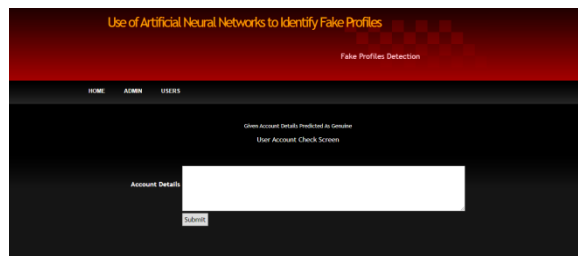 Use of Artificial Neural Networks to Identify Fake Profiles
Fake Profiles Detection
HOME ADMIN USERS
Given Account Details Predicted As Genuine
User Account Check Screen
Account Details
Submit